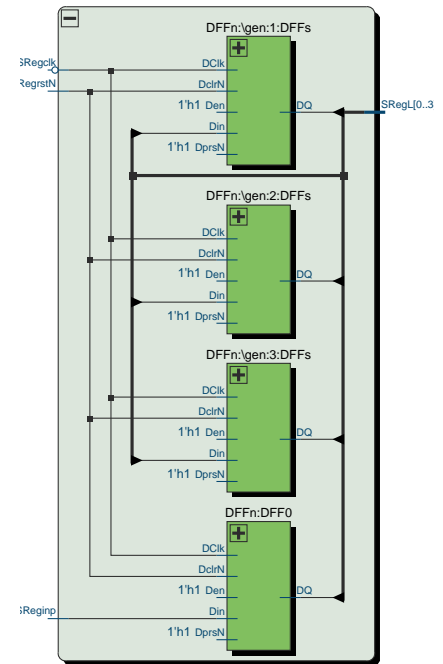 DFFn:\gen:1:DFFs
SRegclk
DClk
RegrstN
DclrN
1'h1 Den
DQ
SRegL[0..3
Din
1'h1 DprsN
DFFn:\gen:2:DFFs
DClk
DclrN
1'h1 Den
DQ
Din
1'h1 DprsN
DFFn:\gen:3:DFFs
DClk
DclrN
1'h1 Den
DQ
Din
1'h1 DprsN
DFFn:DFF0
DClk
DclrN
1'h1 Den
DQ
SReginp
Din
1'h1 DprsN